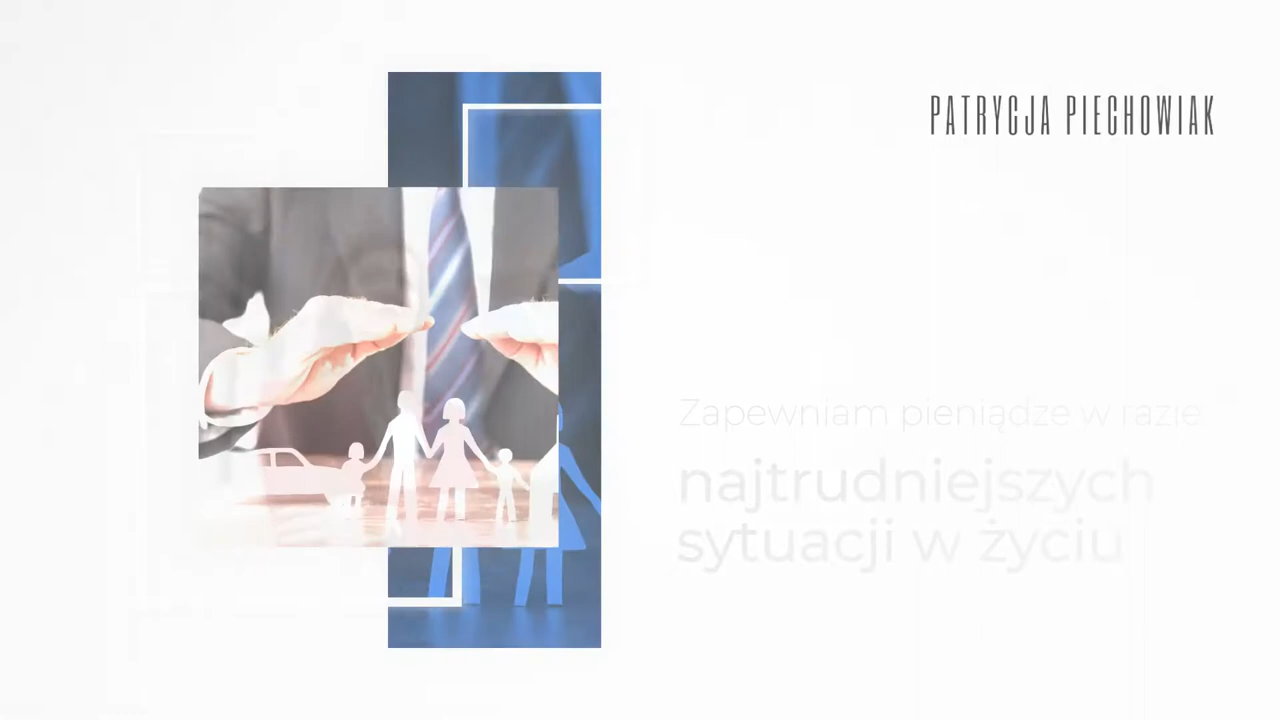 PATRYCJA PIECHOWIAK
Zapewniam pieniądze w razie
najtrudniejszych
sytuacji w życiu